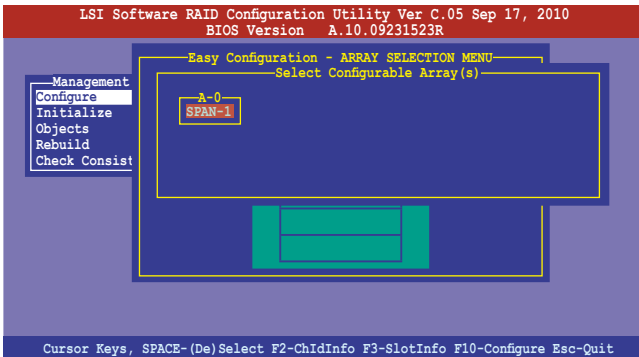 LSI Software RAID Configuration Utility Ver C.05 Sep 17, 2010
BIOS Version A.10.09231523R
Easy Configuration - ARRAY SELECTION MENU
Select Configurable Array(s)
Management
Configure
Initialize
Objects
Rebuild
Check Consist
A-0
SPAN-1
Cursor Keys, SPACE-(De)Select F2-ChIdInfo F3-SlotInfo F10-Configure Esc-Quit